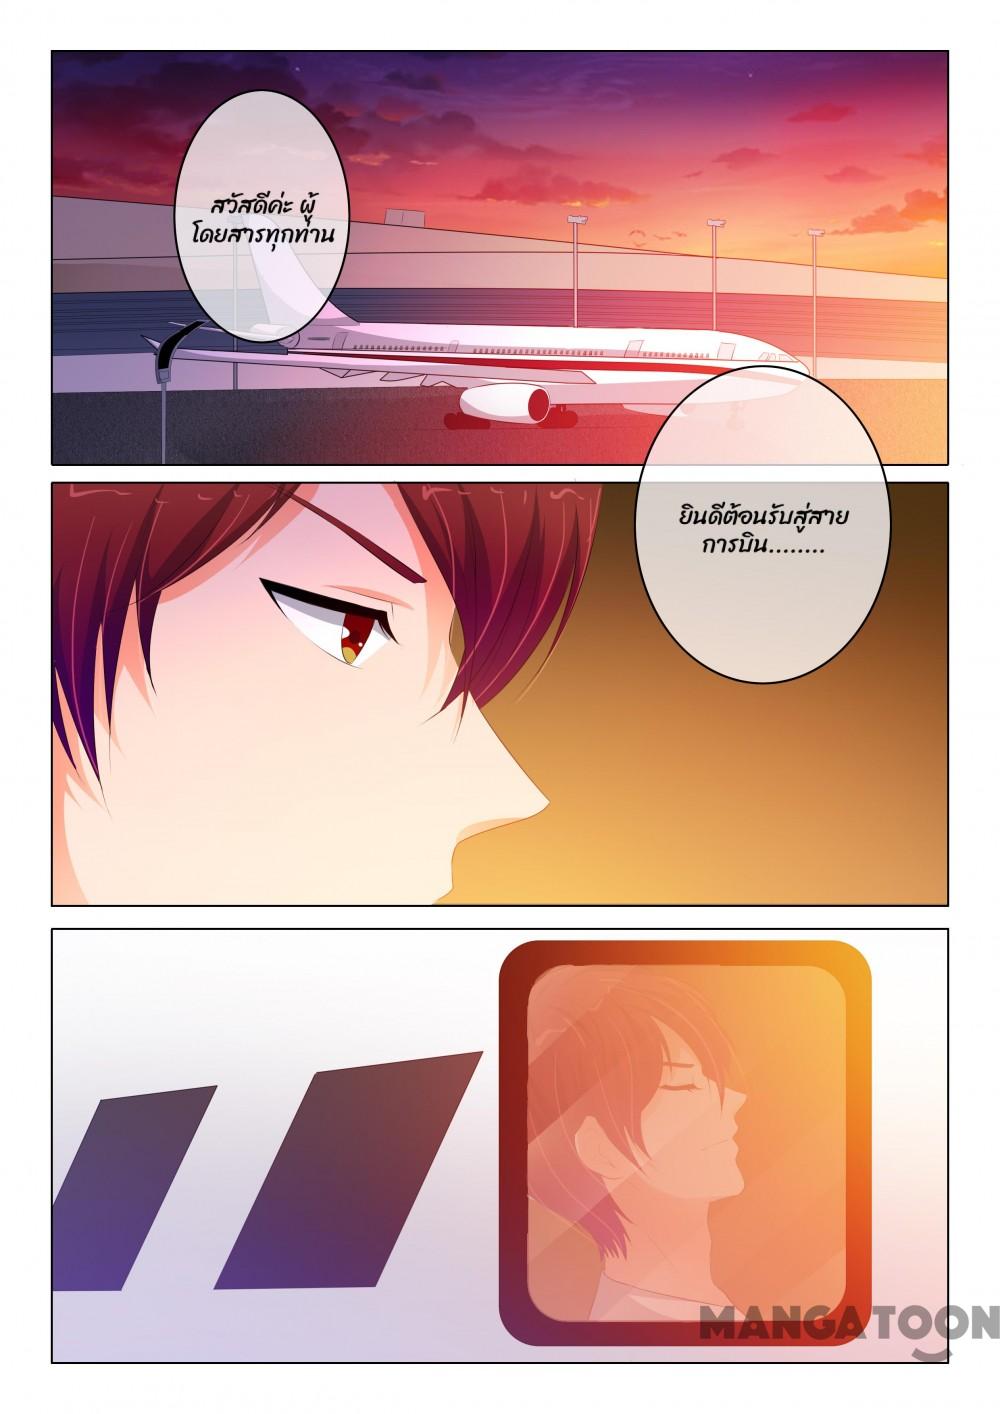 สวัสดีค่ะ ผู้
โดยสารทุกท่าน
ยินดีต้อนรับสู่สาย
การบิน........
MANGATOON